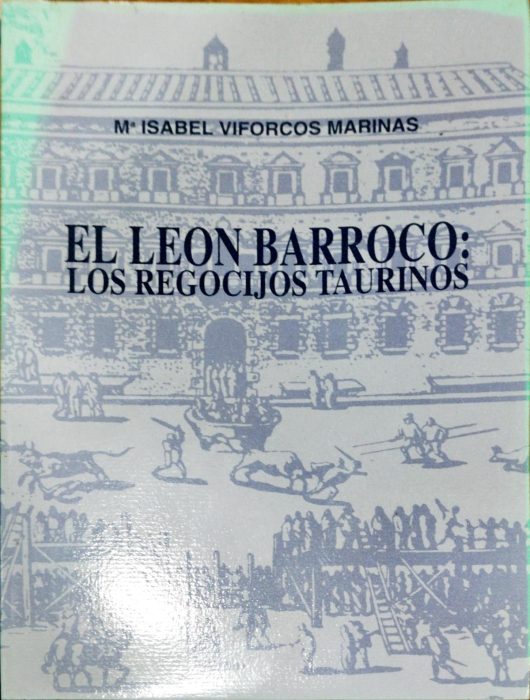 Mª ISABEL VIFORCOS MARINAS
EL LEON BARROCO:
LOS REGOCIJOS TAURINOS